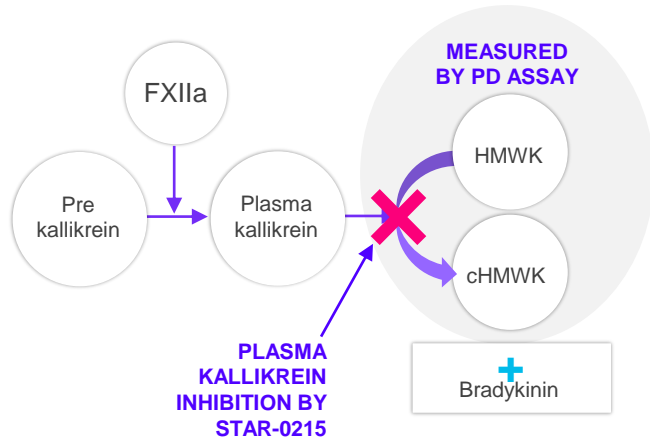 MEASURED
BY PD ASSAY
FXIIa
HMWK
Pre
kallikrein
Plasma
kallikrein
cHMWK
PLASMA
KALLIKREIN
INHIBITION BY
STAR-0215
+
Bradykinin